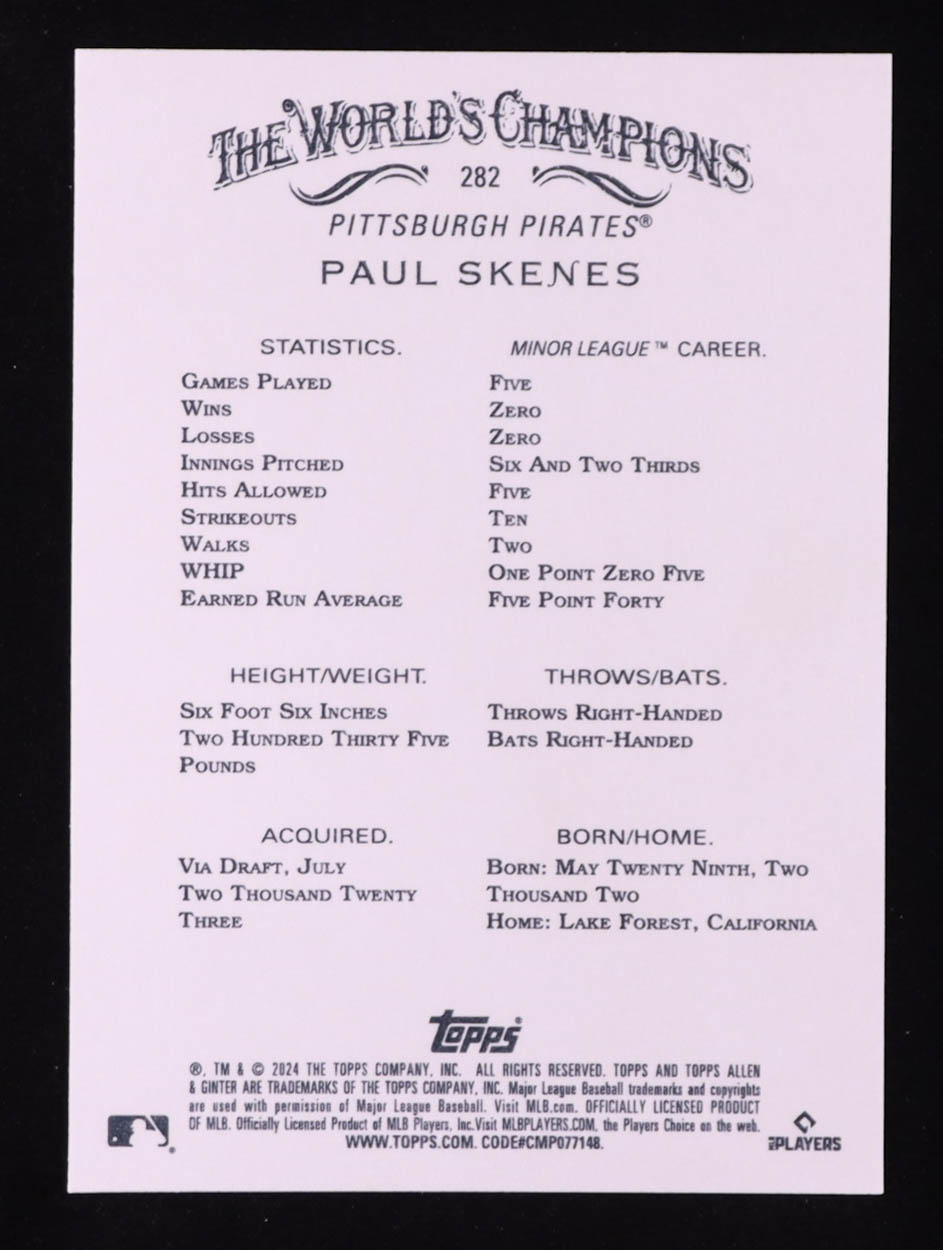 THE WORLD'S CHAMPIONS
282
PITTSBURGH PIRATES®
PAUL SKENES
STATISTICS. MINOR LEAGUE™ CAREER.
GAMES PLAYED FIVE
WINS ZERO
LOSSES ZERO
INNINGS PITCHED SIX AND TWO THIRDS
HITS ALLOWED FIVE
STRIKEOUTS TEN
WALKS TWO
WHIP ONE POINT ZERO FIVE
EARNED RUN AVERAGE FIVE POINT FORTY
HEIGHT/WEIGHT. THROWS/BATS.
SIX FOOT SIX INCHES THROWS RIGHT-HANDED
TWO HUNDRED THIRTY FIVE BATS RIGHT-HANDED
POUNDS
ACQUIRED. BORN/HOME.
VIA DRAFT, JULY BORN: MAY TWENTY NINTH, TWO
TWO THOUSAND TWENTY THOUSAND TWO
THREE HOME: LAKE FOREST, CALIFORNIA
topps®
®, TM & © 2024 THE TOPPS COMPANY, INC. ALL RIGHTS RESERVED. TOPPS AND TOPPS ALLEN
& GINTER ARE TRADEMARKS OF THE TOPPS COMPANY, INC. Major League Baseball trademarks and copyrights
are used with permission of Major League Baseball. Visit MLB.com. OFFICIALLY LICENSED PRODUCT
OF MLB. Officially Licensed Product of MLB Players, Inc. Visit MLBPLAYERS.COM, the Players Choice on the web.
WWW.TOPPS.COM. CODE#CMP077148.
MLB PLAYERS